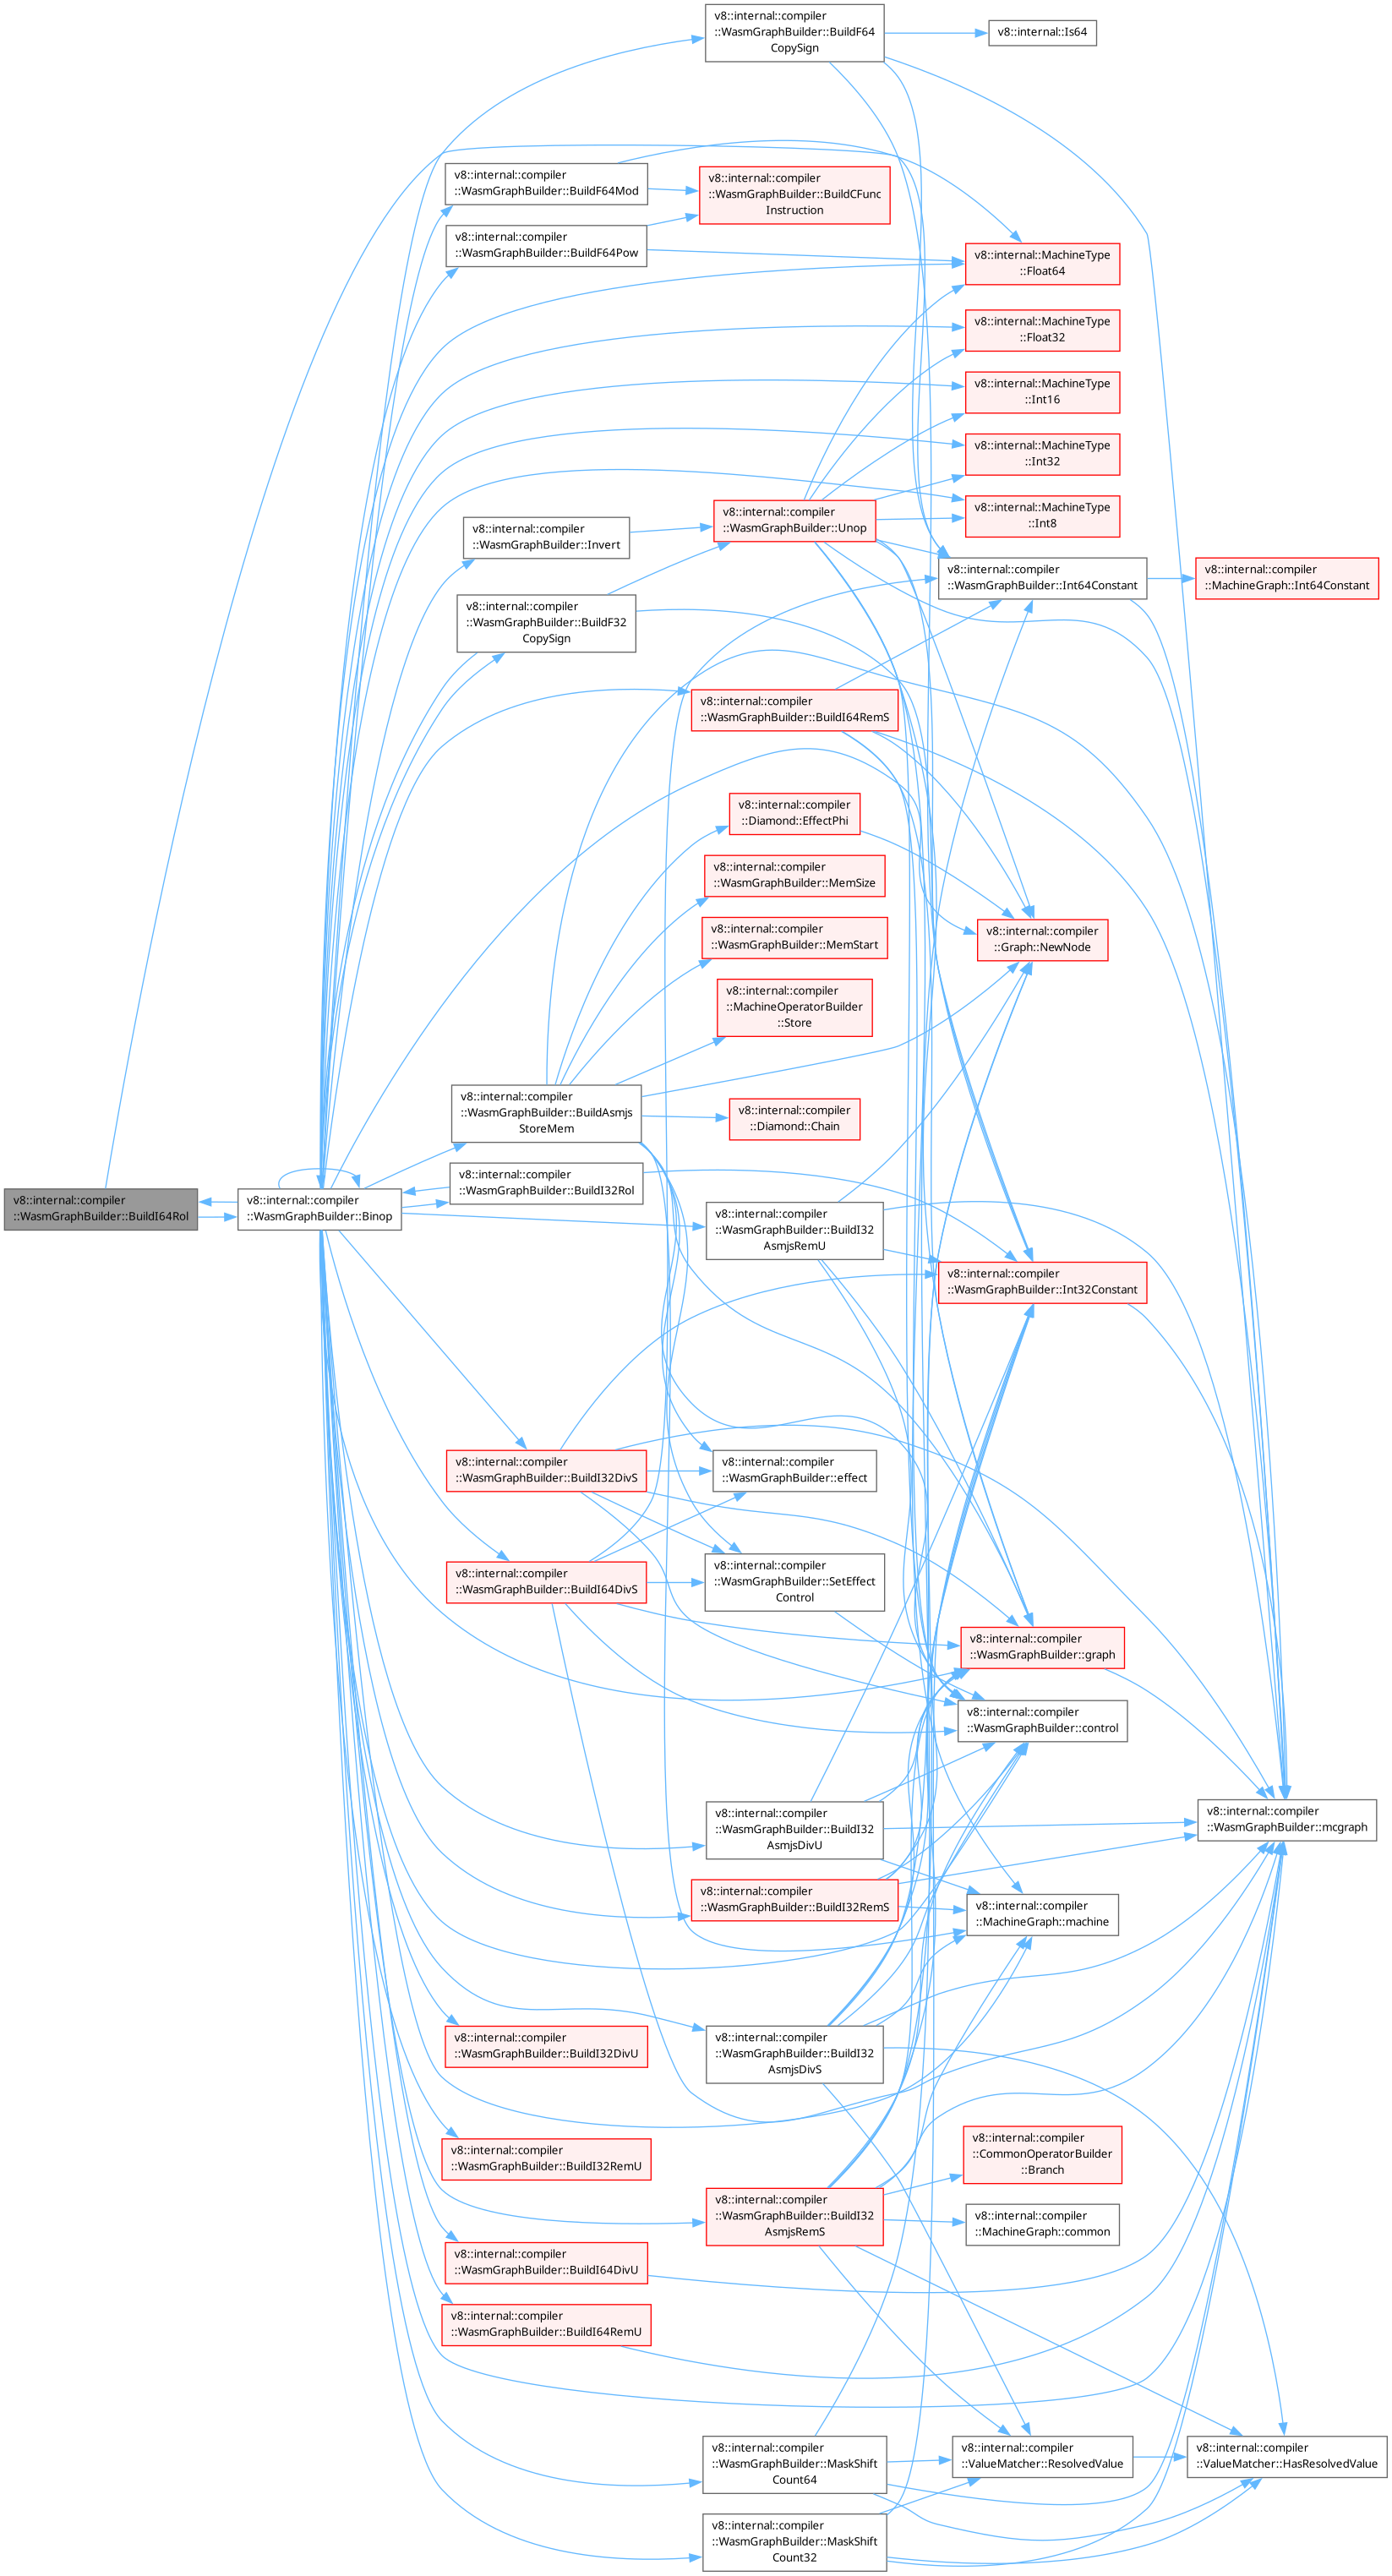 v8::internal::compiler
::WasmGraphBuilder::BuildF64
CopySign
v8::internal::Is64
v8::internal::compiler
::WasmGraphBuilder::BuildF64Mod
v8::internal::compiler
::WasmGraphBuilder::BuildCFunc
Instruction
v8::internal::compiler
::WasmGraphBuilder::BuildF64Pow
v8::internal::MachineType
::Float64
v8::internal::MachineType
::Float32
v8::internal::MachineType
::Int16
v8::internal::MachineType
::Int32
v8::internal::MachineType
::Int8
v8::internal::compiler
::WasmGraphBuilder::Unop
v8::internal::compiler
::WasmGraphBuilder::Invert
v8::internal::compiler
::WasmGraphBuilder::Int64Constant
v8::internal::compiler
::MachineGraph::Int64Constant
v8::internal::compiler
::WasmGraphBuilder::BuildF32
CopySign
v8::internal::compiler
::WasmGraphBuilder::BuildI64RemS
v8::internal::compiler
::Diamond::EffectPhi
v8::internal::compiler
::WasmGraphBuilder::MemSize
v8::internal::compiler
::WasmGraphBuilder::MemStart
v8::internal::compiler
::Graph::NewNode
v8::internal::compiler
::MachineOperatorBuilder
::Store
v8::internal::compiler
::WasmGraphBuilder::BuildAsmjs
StoreMem
v8::internal::compiler
::Diamond::Chain
v8::internal::compiler
::WasmGraphBuilder::BuildI64Rol
v8::internal::compiler
::WasmGraphBuilder::Binop
v8::internal::compiler
::WasmGraphBuilder::BuildI32Rol
v8::internal::compiler
::WasmGraphBuilder::BuildI32
AsmjsRemU
v8::internal::compiler
::WasmGraphBuilder::Int32Constant
v8::internal::compiler
::WasmGraphBuilder::BuildI32DivS
v8::internal::compiler
::WasmGraphBuilder::effect
v8::internal::compiler
::WasmGraphBuilder::BuildI64DivS
v8::internal::compiler
::WasmGraphBuilder::SetEffect
Control
v8::internal::compiler
::WasmGraphBuilder::graph
v8::internal::compiler
::WasmGraphBuilder::control
v8::internal::compiler
::WasmGraphBuilder::mcgraph
v8::internal::compiler
::WasmGraphBuilder::BuildI32
AsmjsDivU
v8::internal::compiler
::WasmGraphBuilder::BuildI32RemS
v8::internal::compiler
::MachineGraph::machine
v8::internal::compiler
::WasmGraphBuilder::BuildI32DivU
v8::internal::compiler
::WasmGraphBuilder::BuildI32
AsmjsDivS
v8::internal::compiler
::WasmGraphBuilder::BuildI32RemU
v8::internal::compiler
::CommonOperatorBuilder
::Branch
v8::internal::compiler
::WasmGraphBuilder::BuildI32
AsmjsRemS
v8::internal::compiler
::MachineGraph::common
v8::internal::compiler
::WasmGraphBuilder::BuildI64DivU
v8::internal::compiler
::WasmGraphBuilder::BuildI64RemU
v8::internal::compiler
::WasmGraphBuilder::MaskShift
Count64
v8::internal::compiler
::ValueMatcher::ResolvedValue
v8::internal::compiler
::ValueMatcher::HasResolvedValue
v8::internal::compiler
::WasmGraphBuilder::MaskShift
Count32